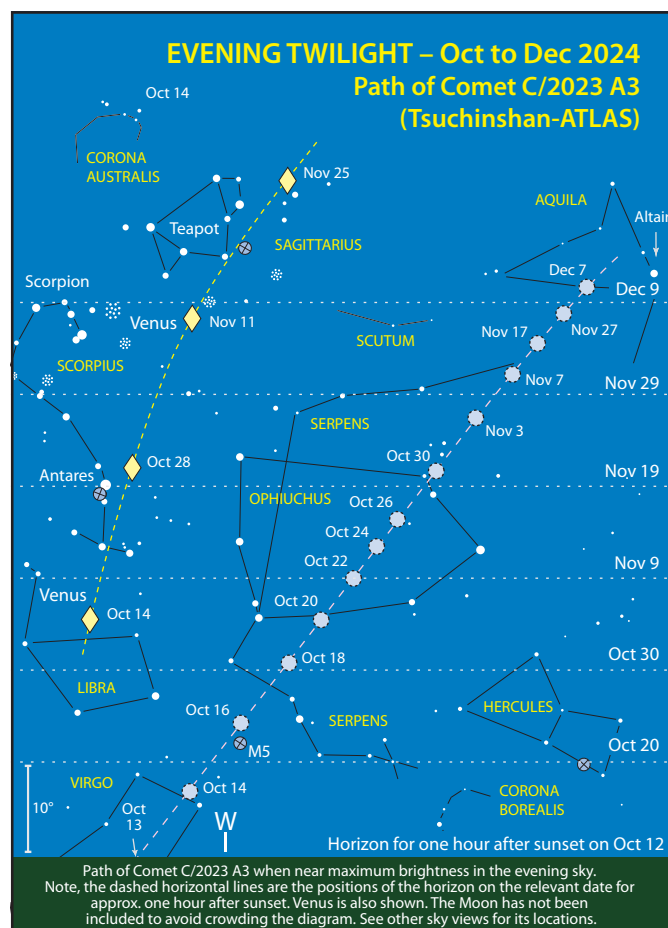 EVENING TWILIGHT – Oct to Dec 2024
Path of Comet C/2023 A3
(Tsuchinshan-ATLAS)
Oct 14
CORONA
AUSTRALIS
Nov 25
AQUILA
Altair
Teapot
SAGITTARIUS
Dec 7
Dec 9
Scorpion
Venus
Nov 11
Nov 27
Nov 17
SCUTUM
SCORPIUS
Nov 7
Nov 29
SERPENS
Nov 3
Oct 28
Oct 30
Antares
Nov 19
OPHIUCHUS
Oct 26
Oct 24
Oct 22
Nov 9
Venus
Oct 20
Oct 14
Oct 18
Oct 30
LIBRA
HERCULES
Oct 16
SERPENS
Oct 20
M5
VIRGO
Oct 14
CORONA
BOREALIS
10°
Oct
13
W
Horizon for one hour after sunset on Oct 12
Path of Comet C/2023 A3 when near maximum brightness in the evening sky.
Note, the dashed horizontal lines are the positions of the horizon on the relevant date for
approx. one hour after sunset. Venus is also shown. The Moon has not been
included to avoid crowding the diagram. See other sky views for its locations.